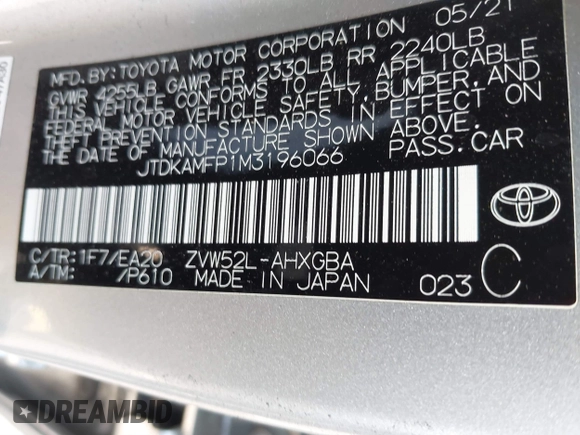 MFD.BY:TOYOTA MOTOR CORPORATION 05/21
GVWR 4255LB GAWR FR 2330LB RR 2240LB
THIS VEHICLE CONFORMS TO ALL APPLICABLE
FEDERAL MOTOR VEHICLE SAFETY,BUMPER,AND
THEFT PREVENTION STANDARDS IN EFFECT ON
THE DATE OF MANUFACTURE SHOWN ABOVE.
JTDKAMFP1M3196066 PASS.CAR
C/TR:1F7/EA20 ZVW52L-AHXGBA
A/TM: /P610 MADE IN JAPAN 023 C
DREAMBID